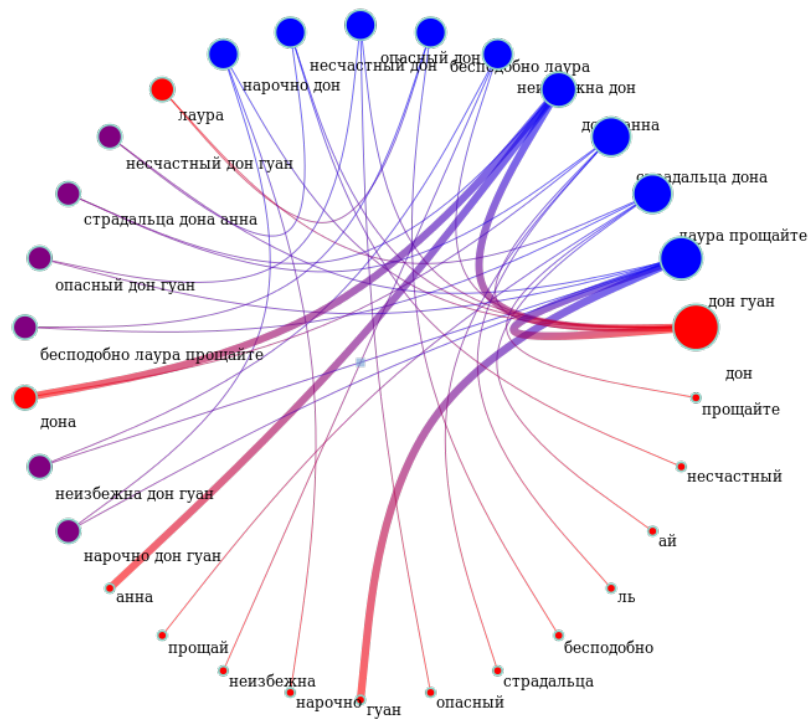 опасный дон
несчастный дон
бесподобно лаура
нарочно дон
неизбежна дон
лаура
дона анна
несчастный дон гуан
страдальца дона
страдальца дона анна
лаура прощайте
опасный дон гуан
дон гуан
бесподобно лаура прощайте
дон
прощайте
дона
несчастный
неизбежна дон гуан
ай
нарочно дон гуан
анна
ль
прощай
бесподобно
неизбежна
страдальца
нарочно
гуан
опасный